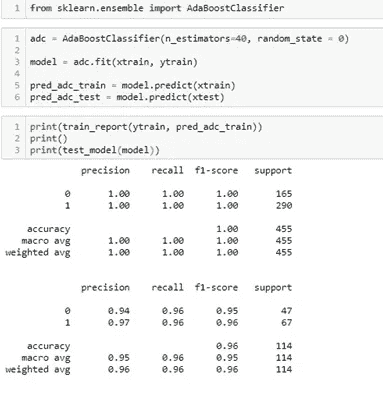 1 from sklearn.ensemble import AdaBoostClassifier
1 adc = AdaBoostClassifier(n_estimators=40, random_state = 0)
2
3 model = adc.fit(xtrain, ytrain)
4
5 pred_adc_train = model.predict(xtrain)
6 pred_adc_test = model.predict(xtest)
1 print(train_report(ytrain, pred_adc_train))
2 print()
3 print(test_model(model))
precision recall f1-score support
0 1.00 1.00 1.00 165
1 1.00 1.00 1.00 290
accuracy 1.00 455
macro avg 1.00 1.00 1.00 455
weighted avg 1.00 1.00 1.00 455
precision recall f1-score support
0 0.94 0.96 0.95 47
1 0.97 0.96 0.96 67
accuracy 0.96 114
macro avg 0.95 0.96 0.95 114
weighted avg 0.96 0.96 0.96 114